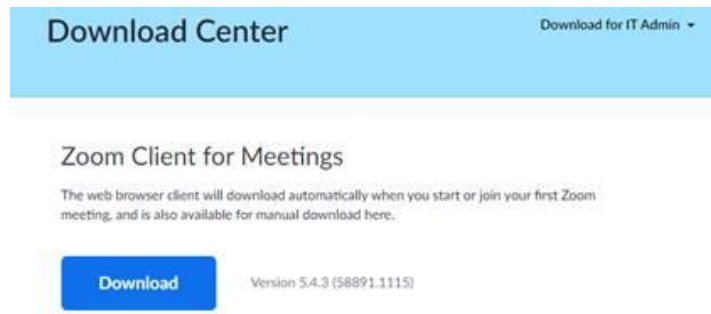 Download Center
Download for IT Admin
Zoom Client for Meetings
The web browser client will download automatically when you start or join your first Zoom
meeting, and is also available for manual download here.
Download
Version 5.4.3 (58891.1115)